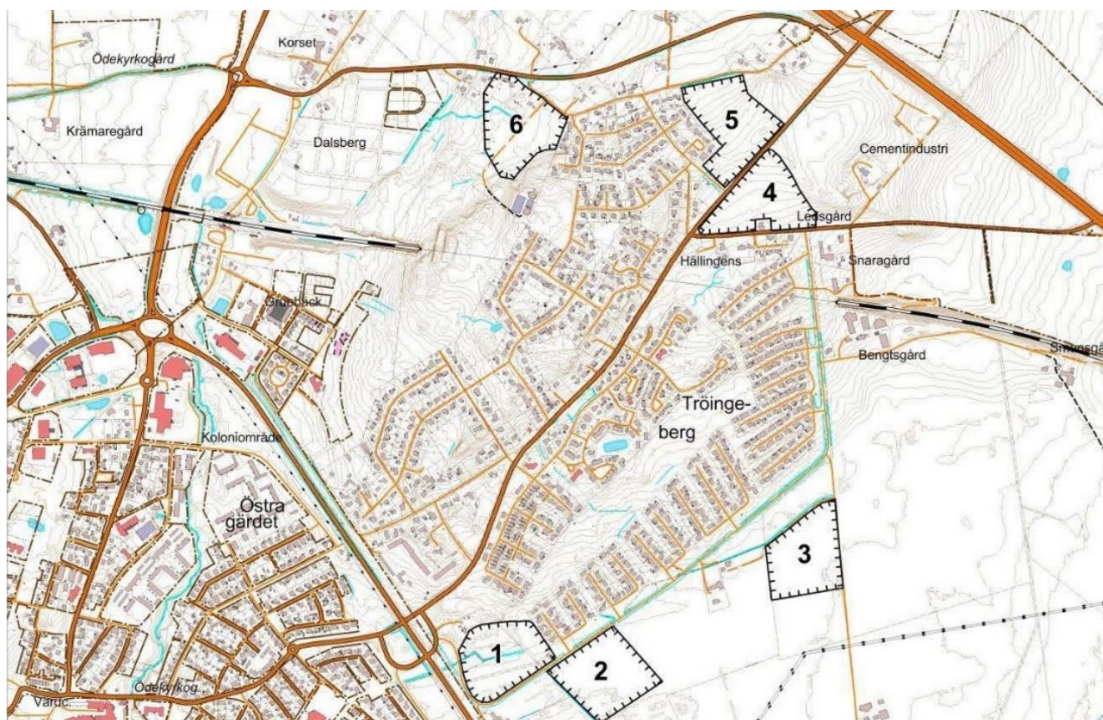 Korset
Ödekyrkogård
Krämaregård
Dalsberg
6
5
Cementindustri
4
Ledsgård
Hällingens
Snaragård
Grönbäck
Bengtsgård
Tröinge-
berg
Koloniområde
Östra
gärdet
3
1
2
Ödekyrkog.